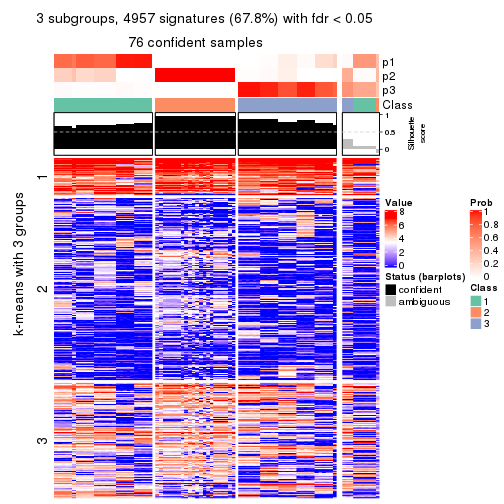 3 subgroups, 4957 signatures (67.8%) with fdr < 0.05
76 confident samples
p1
p2
p3
Class
1
0.5
0
Silhouette
score
k-means with 3 groups
1
2
3
Value
8
6
4
2
0
Status (barplots)
confident
ambiguous
Prob
1
0.8
0.6
0.4
0.2
0
Class
1
2
3